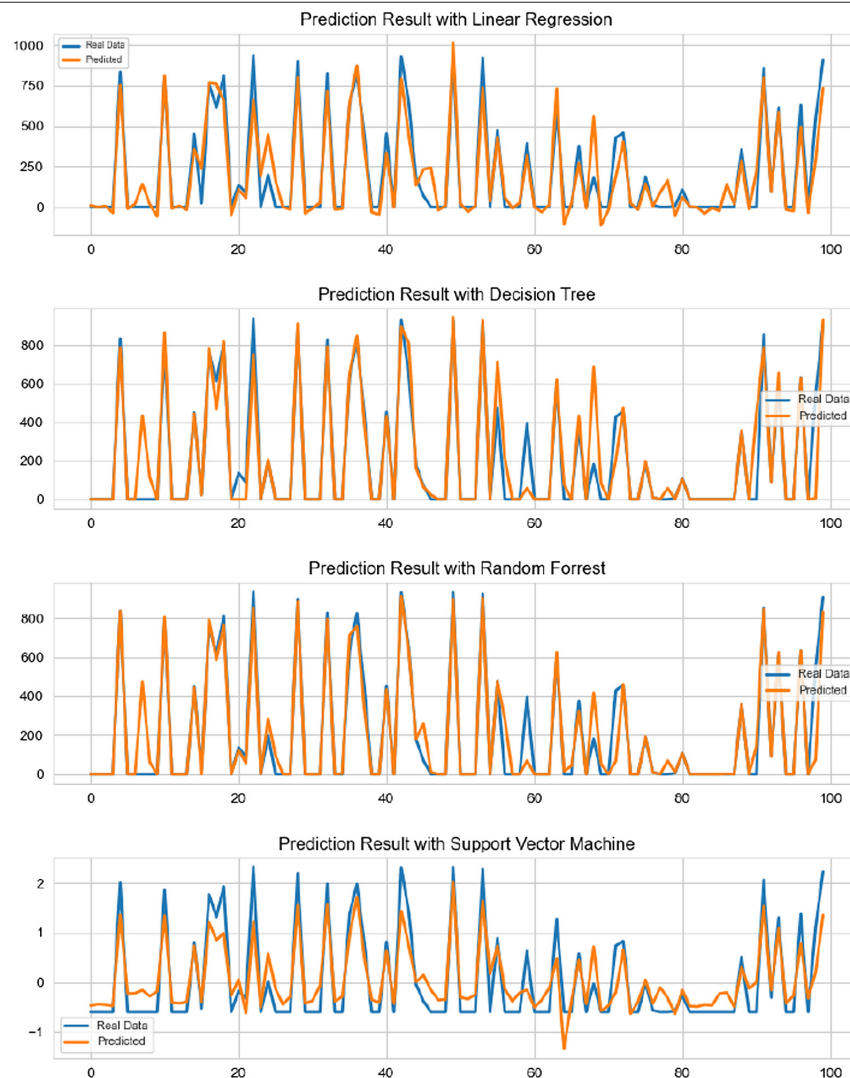 Prediction Result with Linear Regression
1000
750
500
250
0
Real Data
Predicted
0 20 40 60 80 100
Prediction Result with Decision Tree
800
600
400
200
0
Real Data
Predicted
0 20 40 60 80 100
Prediction Result with Random Forrest
800
600
400
200
0
Real Data
Predicted
0 20 40 60 80 100
Prediction Result with Support Vector Machine
2
1
0
−1
Real Data
Predicted
0 20 40 60 80 100